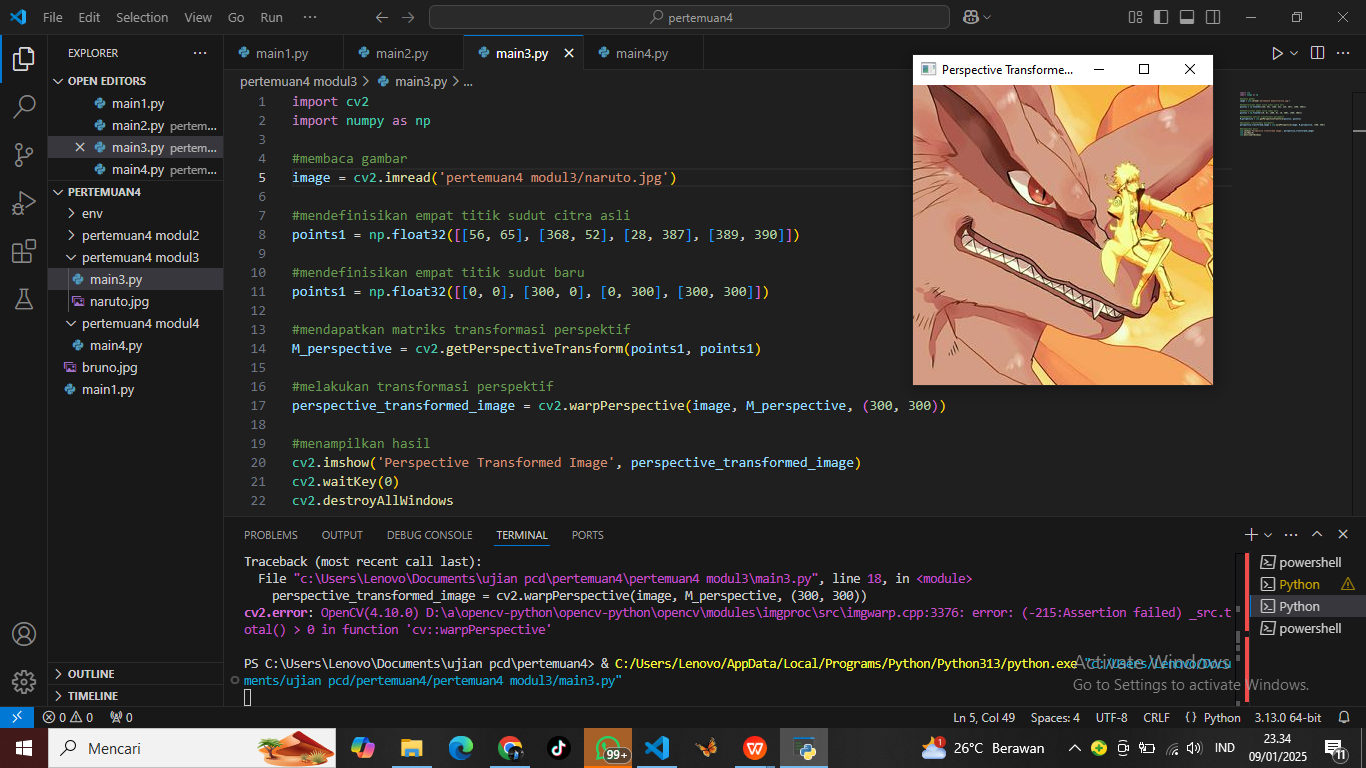 File Edit Selection View Go Run ··· pertemuan4
EXPLORER ···
OPEN EDITORS
main1.py
main2.py pertem...
main3.py pertem...
main4.py pertem...
PERTEMUAN4
env
pertemuan4 modul2
pertemuan4 modul3
main3.py
naruto.jpg
pertemuan4 modul4
main4.py
bruno.jpg
main1.py
OUTLINE
TIMELINE
main1.py main2.py main3.py main4.py
pertemuan4 modul3 > main3.py > ...
1 import cv2
2 import numpy as np
3
4 #membaca gambar
5 image = cv2.imread('pertemuan4 modul3/naruto.jpg')
6
7 #mendefinisikan empat titik sudut citra asli
8 points1 = np.float32([[56, 65], [368, 52], [28, 387], [389, 390]])
9
10 #mendefinisikan empat titik sudut baru
11 points1 = np.float32([[0, 0], [300, 0], [0, 300], [300, 300]])
12
13 #mendapatkan matriks transformasi perspektif
14 M_perspective = cv2.getPerspectiveTransform(points1, points1)
15
16 #melakukan transformasi perspektif
17 perspective_transformed_image = cv2.warpPerspective(image, M_perspective, (300, 300))
18
19 #menampilkan hasil
20 cv2.imshow('Perspective Transformed Image', perspective_transformed_image)
21 cv2.waitKey(0)
22 cv2.destroyAllWindows
Perspective Transforme...
PROBLEMS OUTPUT DEBUG CONSOLE TERMINAL PORTS
Traceback (most recent call last):
File "c:\Users\Lenovo\Documents\ujian pcd\pertemuan4\pertemuan4 modul3\main3.py", line 18, in <module>
perspective_transformed_image = cv2.warpPerspective(image, M_perspective, (300, 300))
cv2.error: OpenCV(4.10.0) D:\a\opencv-python\opencv-python\opencv\modules\imgproc\src\imgwarp.cpp:3376: error: (-215:Assertion failed) _src.t
otal() > 0 in function 'cv::warpPerspective'
PS C:\Users\Lenovo\Documents\ujian pcd\pertemuan4> & C:/Users/Lenovo/AppData/Local/Programs/Python/Python313/python.exe "c:/Users/Lenovo/Docu
ments/ujian pcd/pertemuan4/pertemuan4 modul3/main3.py"
powershell
Python
Python
powershell
Activate Windows
Go to Settings to activate Windows.
0 0 0 Ln 5, Col 49 Spaces: 4 UTF-8 CRLF {} Python 3.13.0 64-bit
Mencari 99+ 1 26°C Berawan IND 23.34
09/01/2025 11